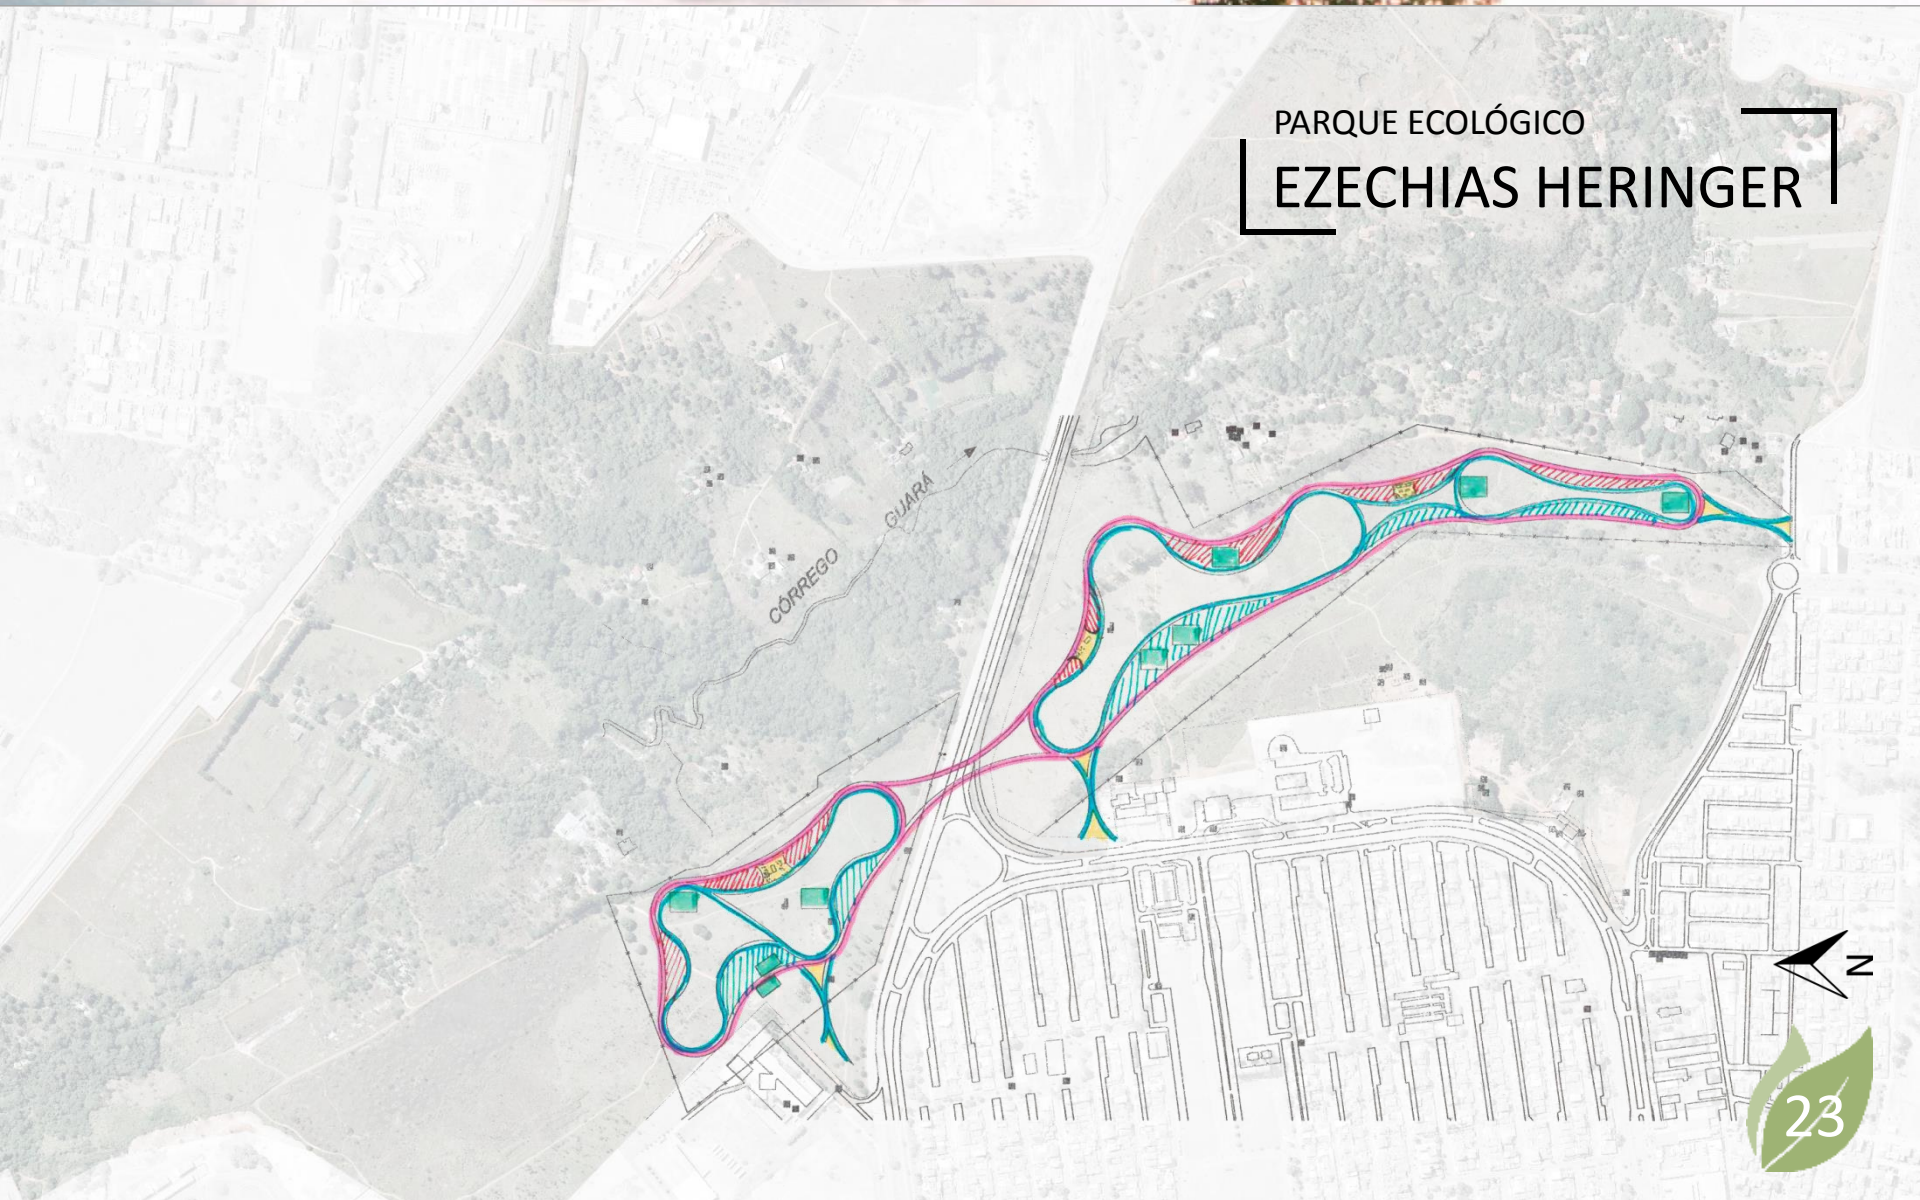 PARQUE ECOLÓGICO
EZECHIAS HERINGER
CÓRREGO GUARÁ
N
23